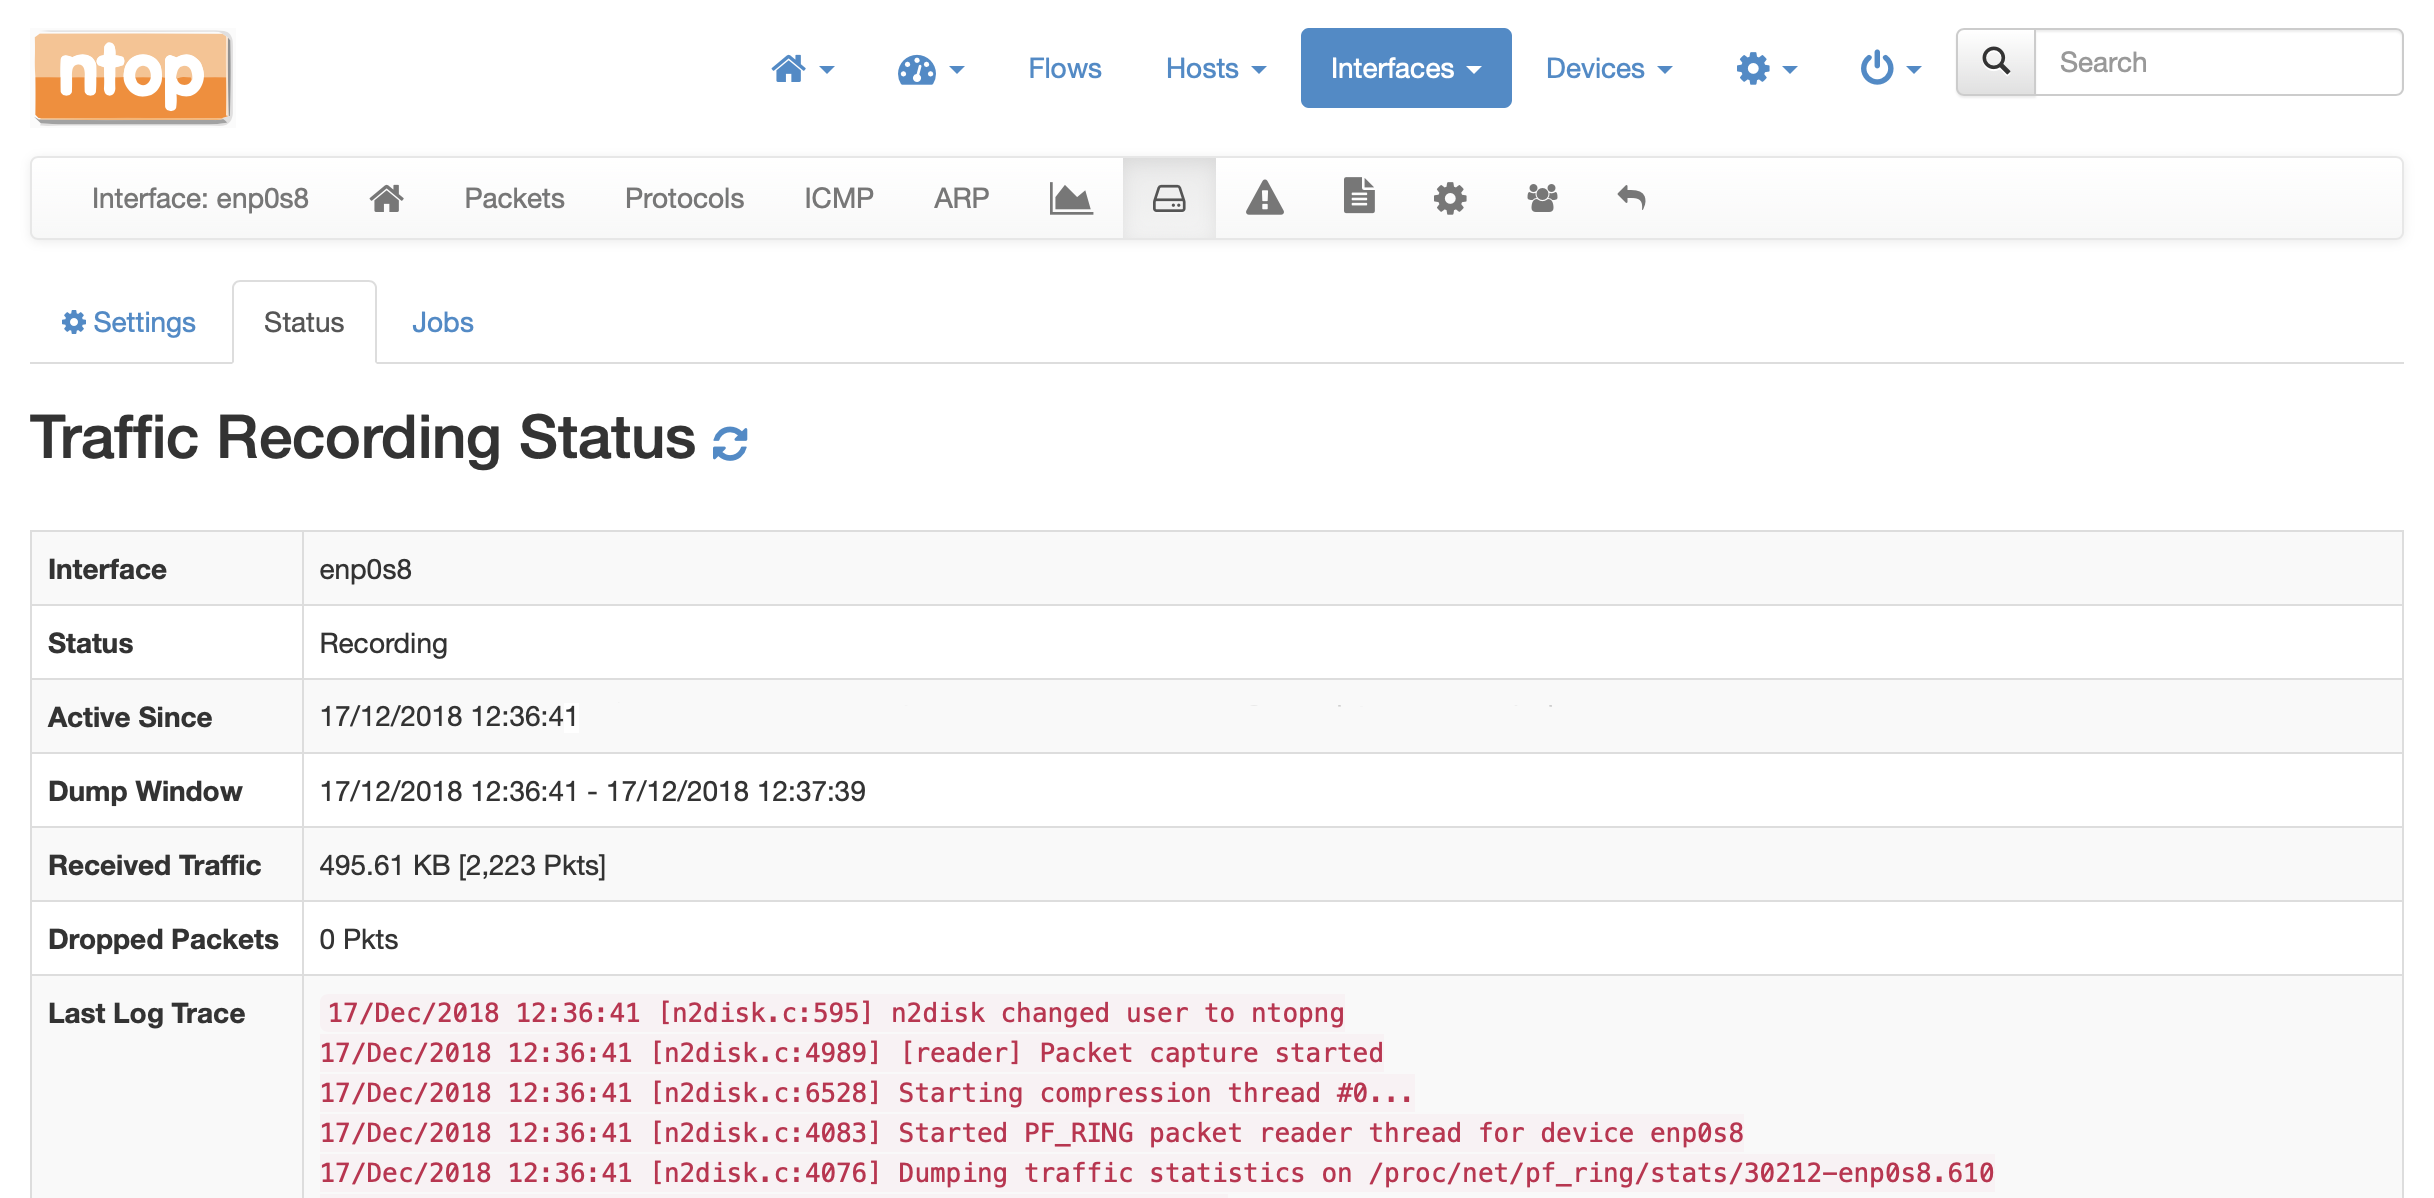 ntop
Flows Hosts Interfaces Devices Search
Interface: enp0s8 Packets Protocols ICMP ARP
Settings Status Jobs
Traffic Recording Status
Interface enp0s8
Status Recording
Active Since 17/12/2018 12:36:41
Dump Window 17/12/2018 12:36:41 - 17/12/2018 12:37:39
Received Traffic 495.61 KB [2,223 Pkts]
Dropped Packets 0 Pkts
Last Log Trace 17/Dec/2018 12:36:41 [n2disk.c:595] n2disk changed user to ntopng
17/Dec/2018 12:36:41 [n2disk.c:4989] [reader] Packet capture started
17/Dec/2018 12:36:41 [n2disk.c:6528] Starting compression thread #0...
17/Dec/2018 12:36:41 [n2disk.c:4083] Started PF_RING packet reader thread for device enp0s8
17/Dec/2018 12:36:41 [n2disk.c:4076] Dumping traffic statistics on /proc/net/pf_ring/stats/30212-enp0s8.610